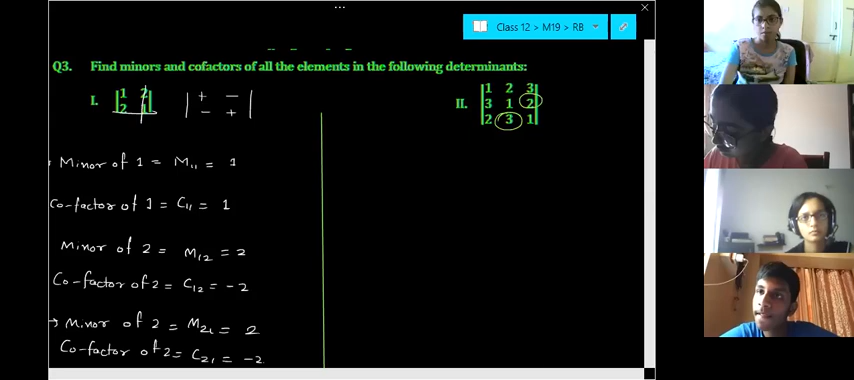 Class 12 > M19 > RB
Q3. Find minors and cofactors of all the elements in the following determinants:
I. |1 2|
|2 1|
|+ -|
|- +|
II. |1 2 3|
|3 1 2|
|2 3 1|
Minor of 1 = M11 = 1
Co-factor of 1 = C11 = 1
Minor of 2 = M12 = 2
Co-factor of 2 = C12 = -2
→ Minor of 2 = M21 = 2
Co-factor of 2 = C21 = -2